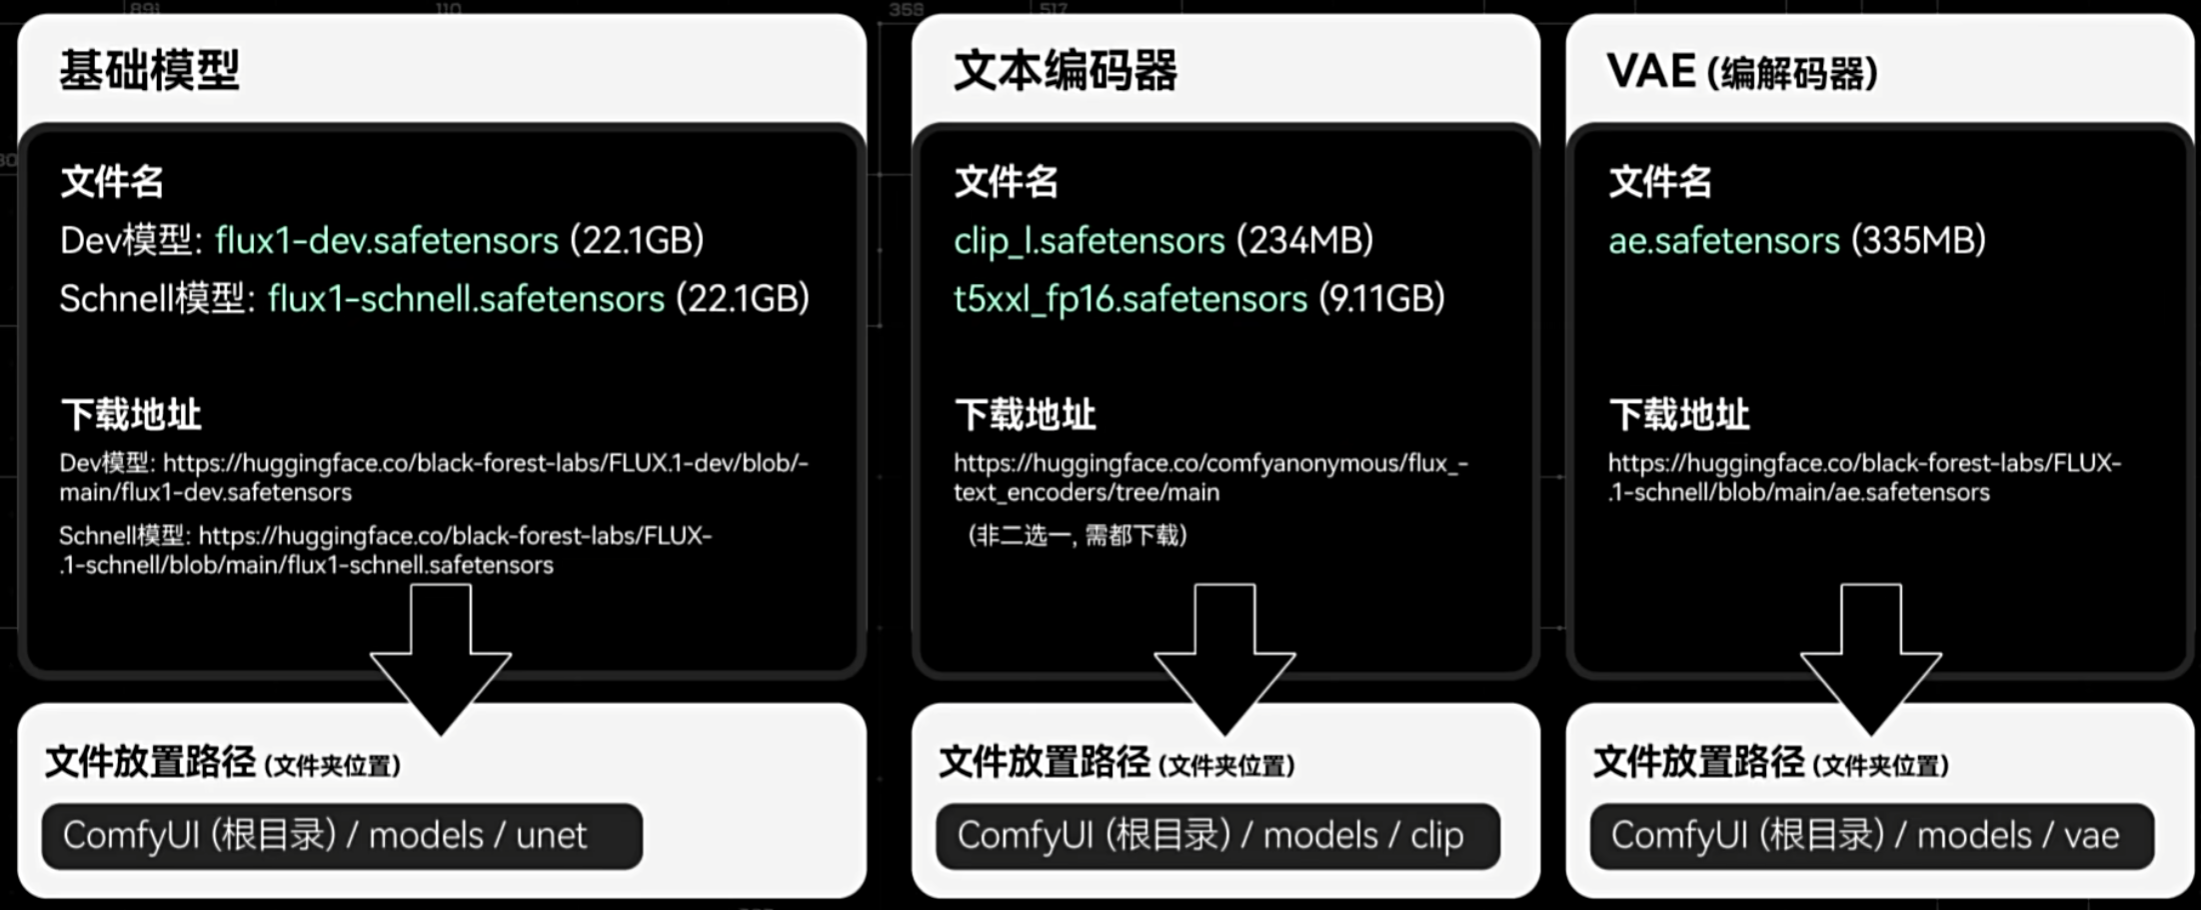 891
110
359
517
30
基础模型
文件名
Dev模型: flux1-dev.safetensors (22.1GB)
Schnell模型: flux1-schnell.safetensors (22.1GB)
下载地址
Dev模型: https://huggingface.co/black-forest-labs/FLUX.1-dev/blob/-
main/flux1-dev.safetensors
Schnell模型: https://huggingface.co/black-forest-labs/FLUX-
.1-schnell/blob/main/flux1-schnell.safetensors
文件放置路径 (文件夹位置)
ComfyUI (根目录) / models / unet
文本编码器
文件名
clip_l.safetensors (234MB)
t5xxl_fp16.safetensors (9.11GB)
下载地址
https://huggingface.co/comfyanonymous/flux_-
text_encoders/tree/main
(非二选一, 需都下载)
文件放置路径 (文件夹位置)
ComfyUI (根目录) / models / clip
VAE (编解码器)
文件名
ae.safetensors (335MB)
下载地址
https://huggingface.co/black-forest-labs/FLUX-
.1-schnell/blob/main/ae.safetensors
文件放置路径 (文件夹位置)
ComfyUI (根目录) / models / vae